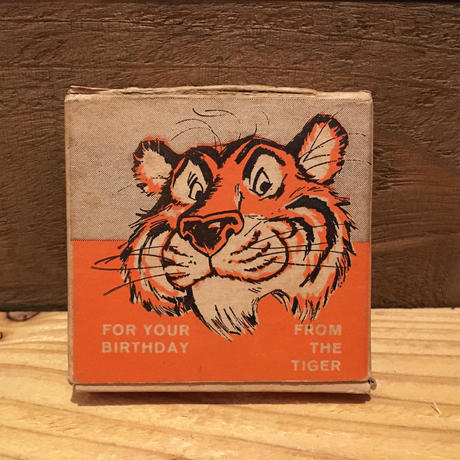 FOR YOUR
BIRTHDAY
FROM
THE
TIGER